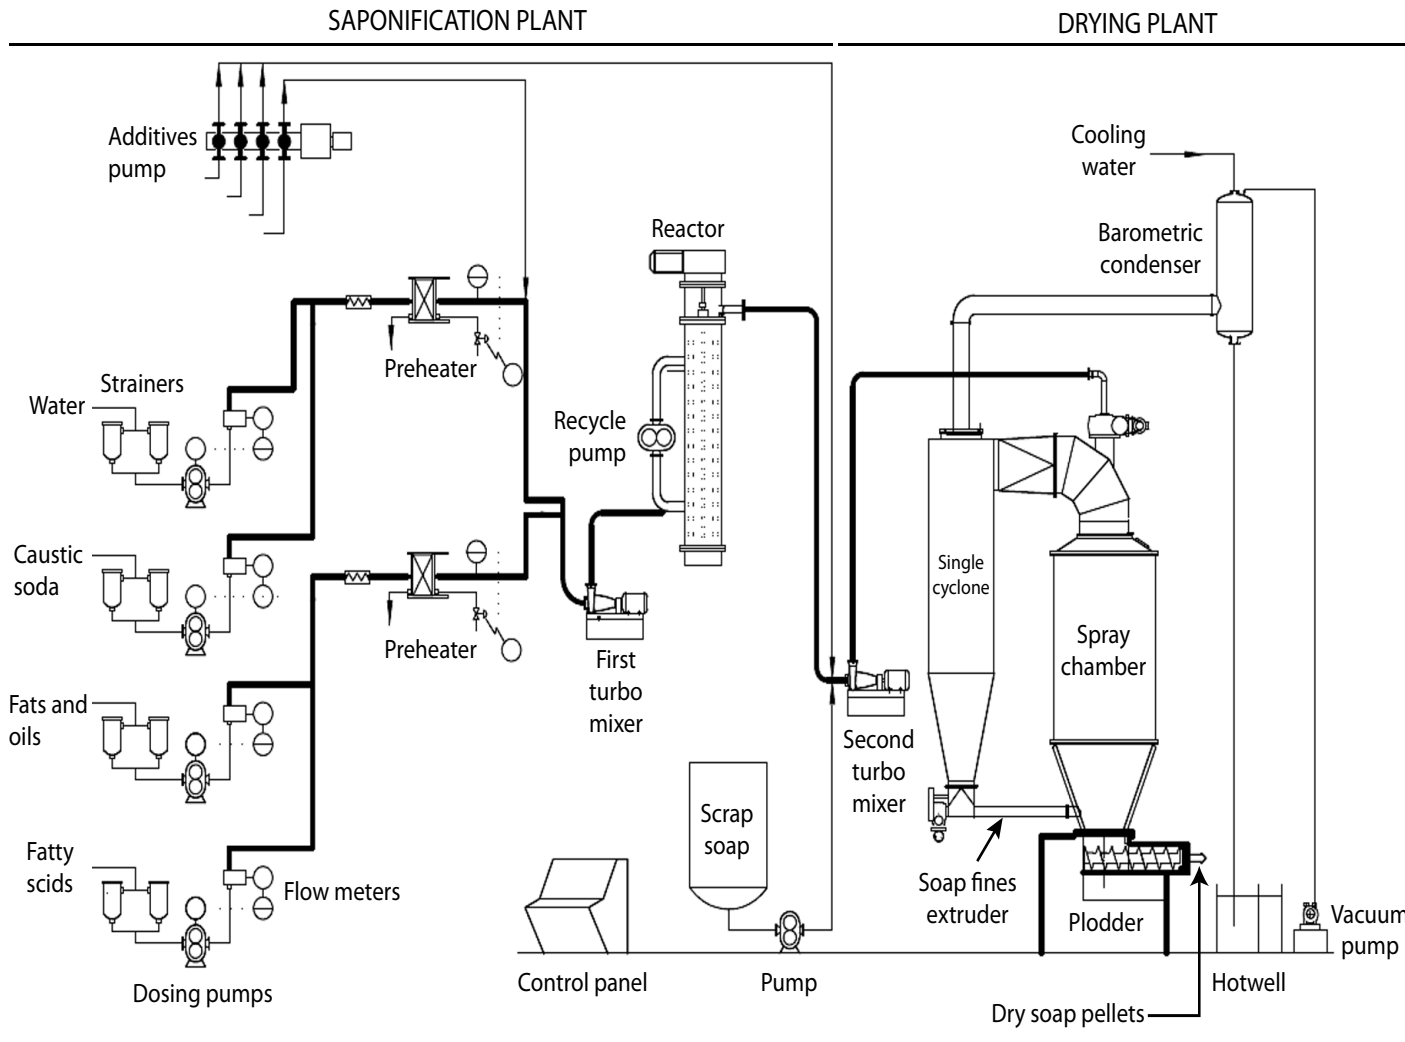 SAPONIFICATION PLANT
DRYING PLANT
Additives
pump
Cooling
water
Reactor
Barometric
condenser
Preheater
Strainers
Water
Recycle
pump
Caustic
soda
Single
cyclone
Spray
chamber
Preheater
First
turbo
mixer
Fats and
oils
Second
turbo
mixer
Scrap
soap
Fatty
scids
Flow meters
Soap fines
extruder
Plodder
Vacuum
pump
Control panel
Pump
Hotwell
Dosing pumps
Dry soap pellets